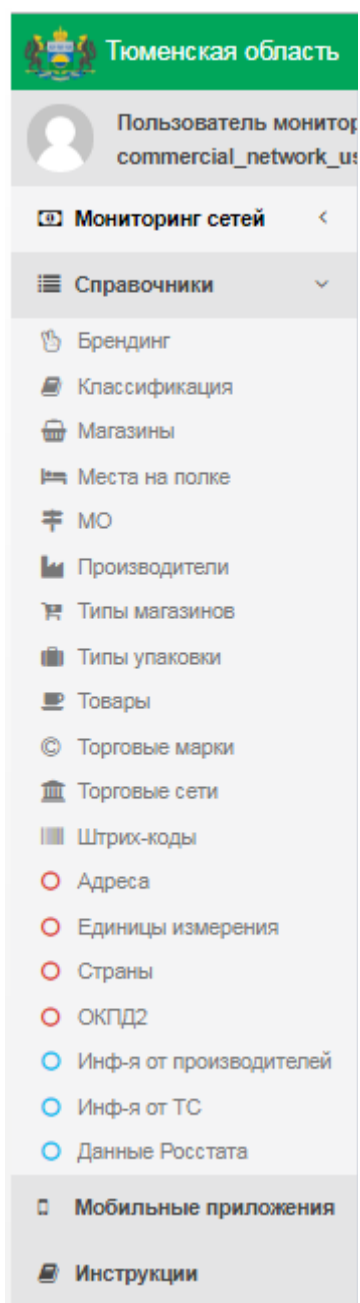 Тюменская область
Пользователь монитор
commercial_network_us
Мониторинг сетей
Справочники
Брендинг
Классификация
Магазины
Места на полке
МО
Производители
Типы магазинов
Типы упаковки
Товары
Торговые марки
Торговые сети
Штрих-коды
Адреса
Единицы измерения
Страны
ОКПД2
Инф-я от производителей
Инф-я от ТС
Данные Росстата
Мобильные приложения
Инструкции